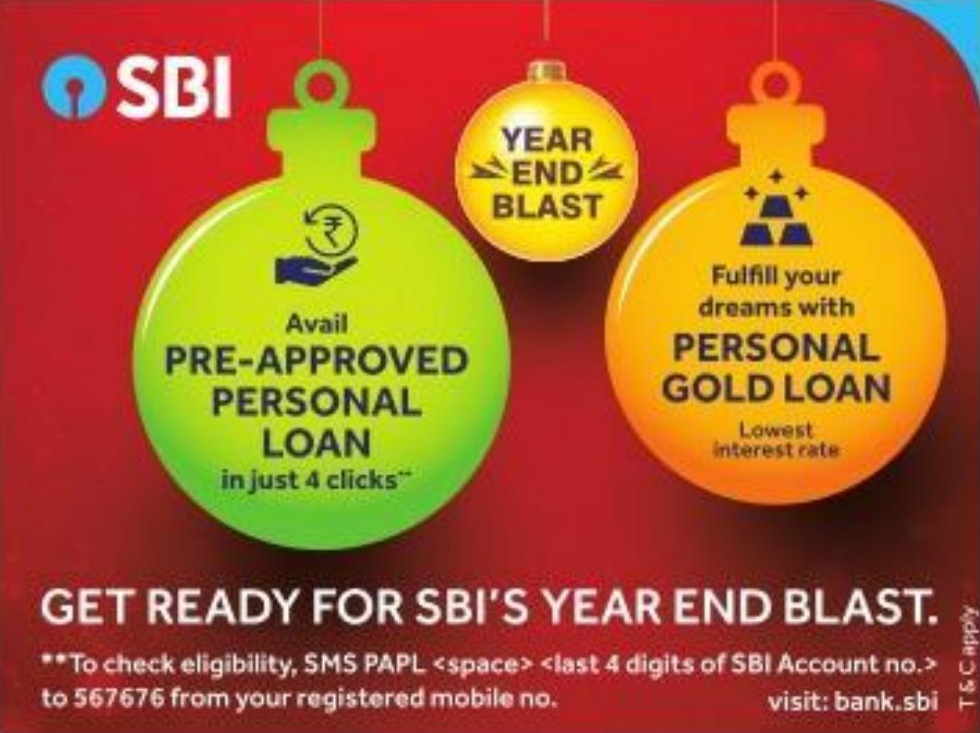 SBI
YEAR
END
BLAST
Avail
PRE-APPROVED
PERSONAL
LOAN
in just 4 clicks**
Fulfill your
dreams with
PERSONAL
GOLD LOAN
Lowest
interest rate
GET READY FOR SBI'S YEAR END BLAST.
**To check eligibility, SMS PAPL <space> <last 4 digits of SBI Account no.>
to 567676 from your registered mobile no.
visit: bank.sbi
T & C apply